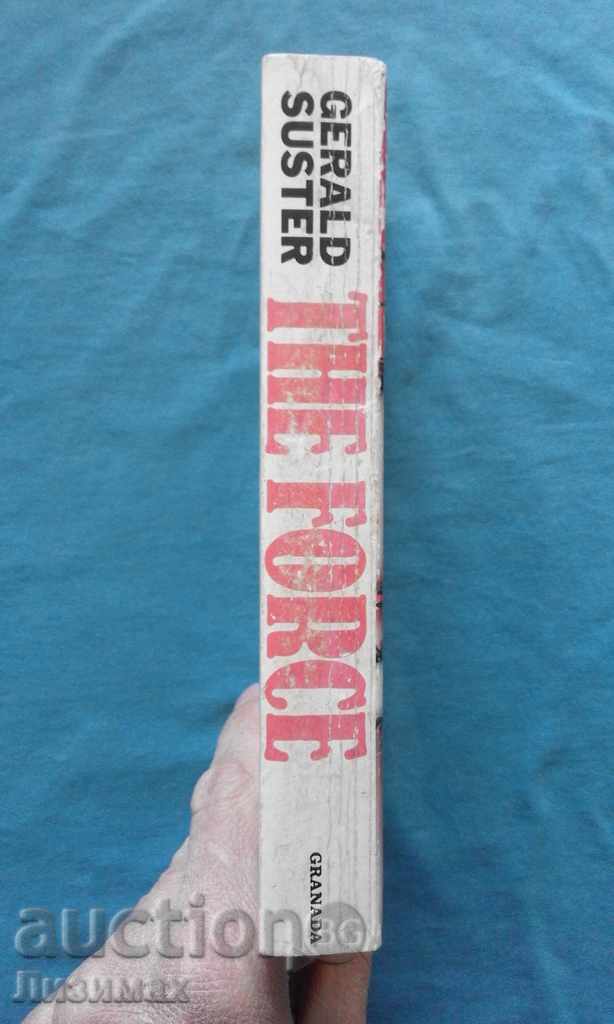 GERALD
SUSTER
THE FORCE
GRANADA
auction BG
Лизимах